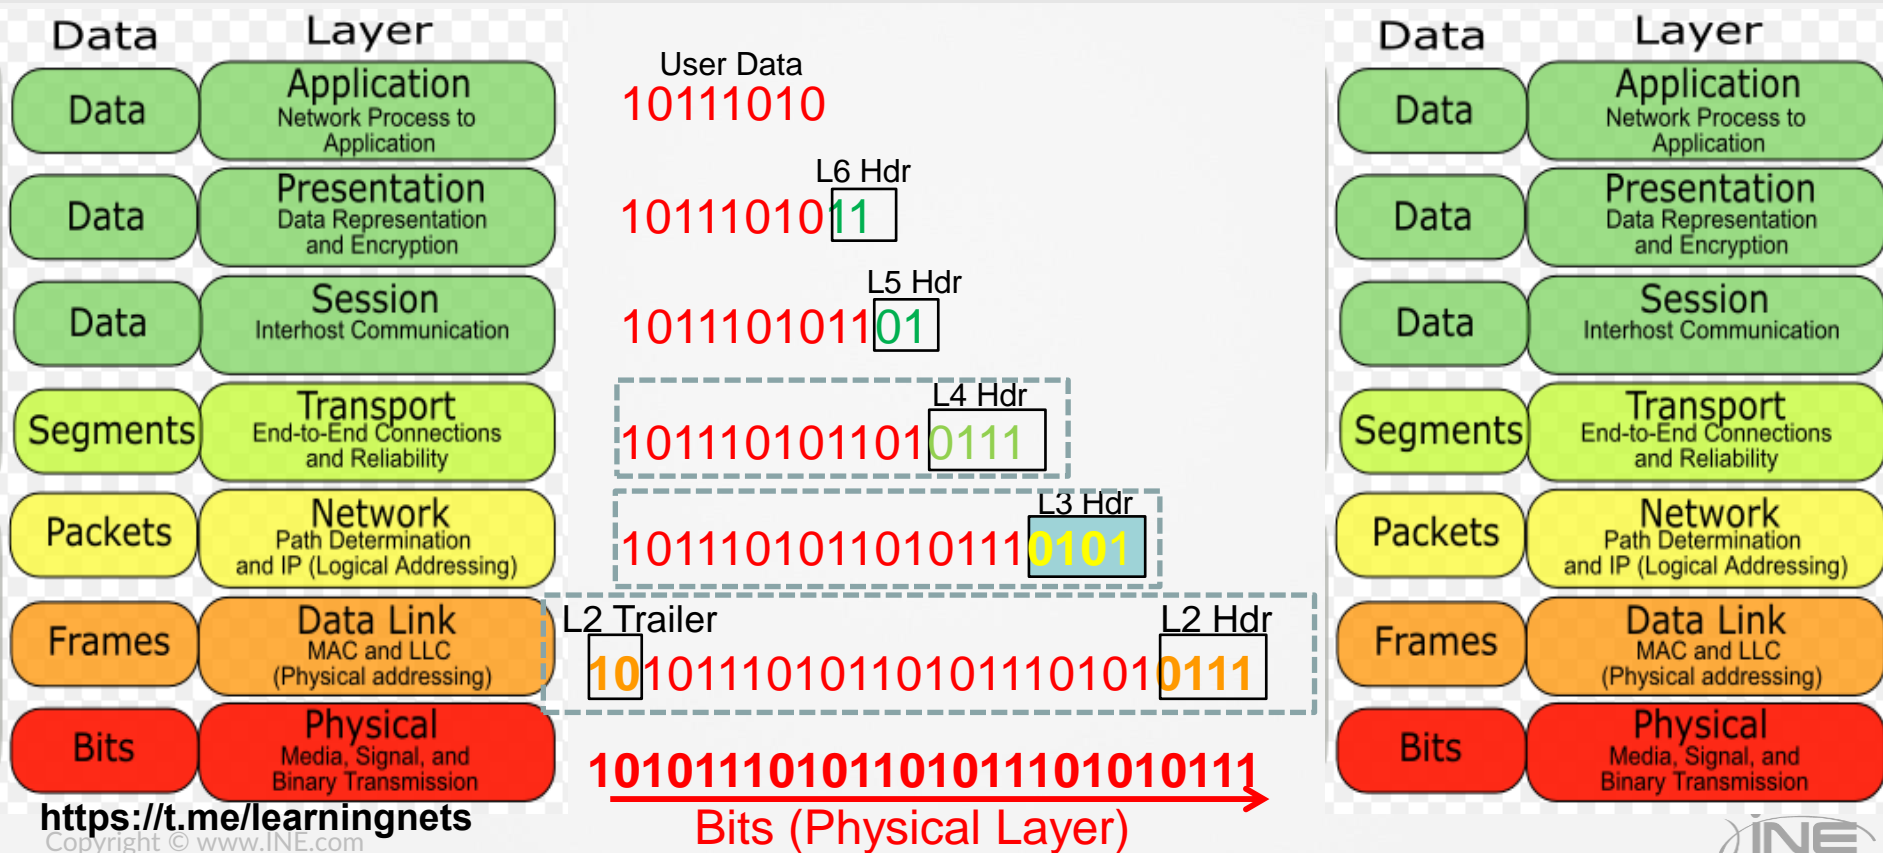 Data Layer
Data
Application
Network Process to
Application
Data
Presentation
Data Representation
and Encryption
Data
Session
Interhost Communication
Segments
Transport
End-to-End Connections
and Reliability
Packets
Network
Path Determination
and IP (Logical Addressing)
Frames
Data Link
MAC and LLC
(Physical addressing)
Bits
Physical
Media, Signal, and
Binary Transmission
https://t.me/learningnets
Copyright © www.INE.com
User Data
10111010
L6 Hdr
1011101011
L5 Hdr
101110101101
L4 Hdr
1011101011010111
L3 Hdr
10111010110101110101
L2 Trailer L2 Hdr
10101110101101011101010111
10101110101101011101010111
Bits (Physical Layer)
Data Layer
Data
Application
Network Process to
Application
Data
Presentation
Data Representation
and Encryption
Data
Session
Interhost Communication
Segments
Transport
End-to-End Connections
and Reliability
Packets
Network
Path Determination
and IP (Logical Addressing)
Frames
Data Link
MAC and LLC
(Physical addressing)
Bits
Physical
Media, Signal, and
Binary Transmission
INE